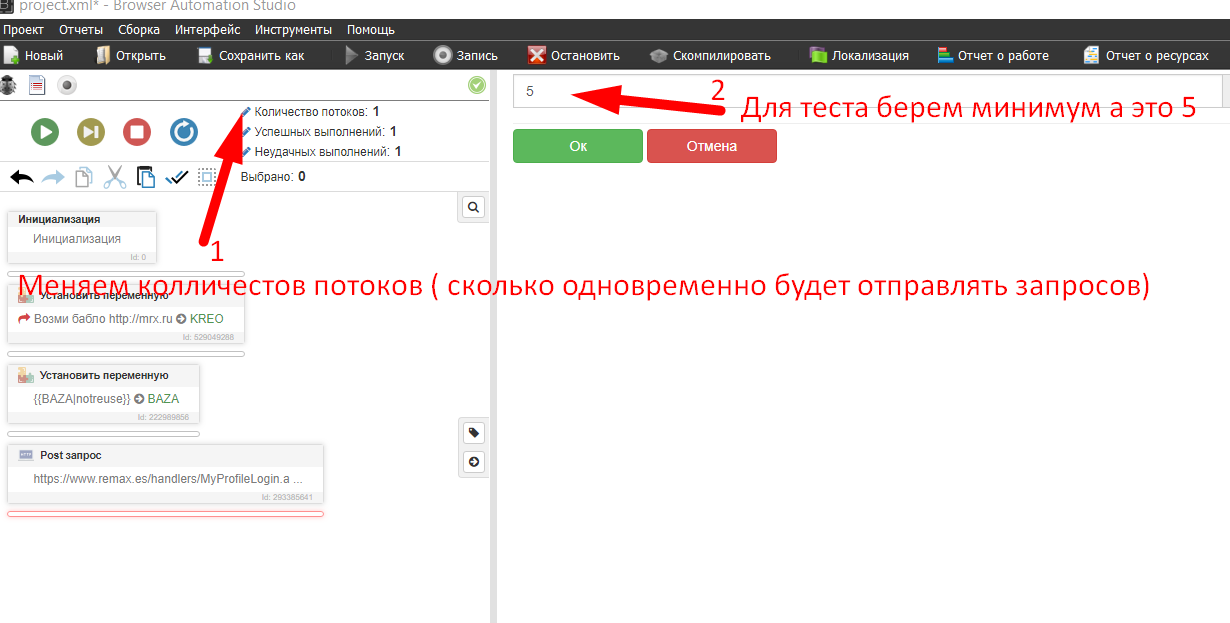 project.xml* - Browser Automation Studio
Проект Отчеты Сборка Интерфейс Инструменты Помощь
Новый Открыть Сохранить как Запуск Запись Остановить Скомпилировать Локализация Отчет о работе Отчет о ресурсах
5
2
Для теста берем минимум а это 5
Количество потоков: 1
Успешных выполнений: 1
Неудачных выполнений: 1
Ок Отмена
Выбрано: 0
Инициализация
Инициализация
Id: 0
1
Меняем колличестов потоков ( сколько одновременно будет отправлять запросов)
Установить переменную
Возми бабло http://mrx.ru KREO
Id: 529049288
Установить переменную
{{BAZA|notreuse}} BAZA
Id: 222989856
Post запрос
https://www.remax.es/handlers/MyProfileLogin.a ...
Id: 293385641